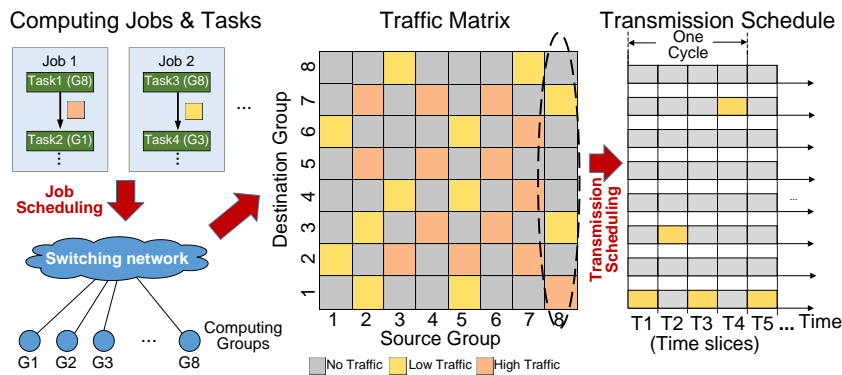 Computing Jobs & Tasks
Job 1
Task1 (G8)
Task2 (G1)
⋮
Job 2
Task3 (G8)
Task4 (G3)
⋮
...
Job
Scheduling
Switching network
G1 G2 G3 ... G8
Computing
Groups
Traffic Matrix
Destination Group
8
7
6
5
4
3
2
1
1 2 3 4 5 6 7 8
Source Group
No Traffic Low Traffic High Traffic
Transmission
Scheduling
Transmission Schedule
One
Cycle
...
T1 T2 T3 T4 T5 ... Time
(Time slices)